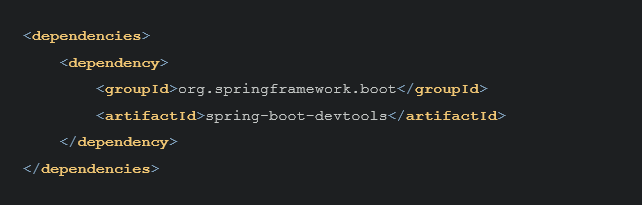 <dependencies>
    <dependency>
        <groupId>org.springframework.boot</groupId>
        <artifactId>spring-boot-devtools</artifactId>
    </dependency>
</dependencies>